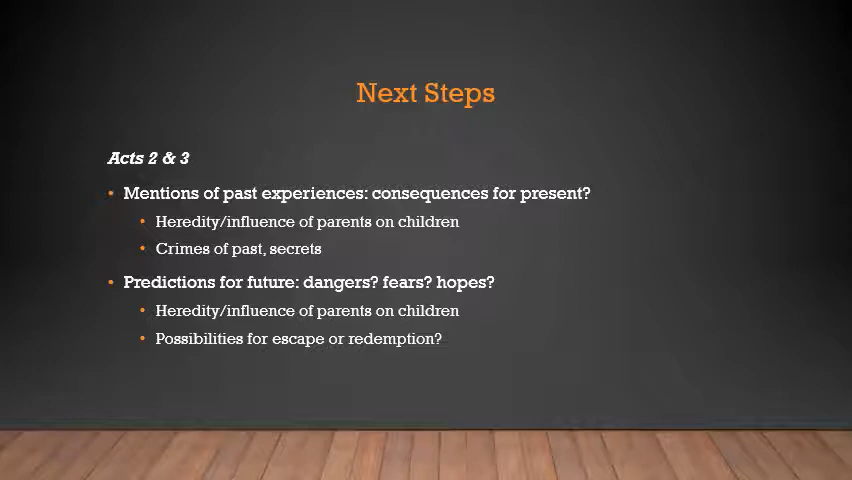 Next Steps
Acts 2 & 3
• Mentions of past experiences: consequences for present?
• Heredity/influence of parents on children
• Crimes of past, secrets
• Predictions for future: dangers? fears? hopes?
• Heredity/influence of parents on children
• Possibilities for escape or redemption?